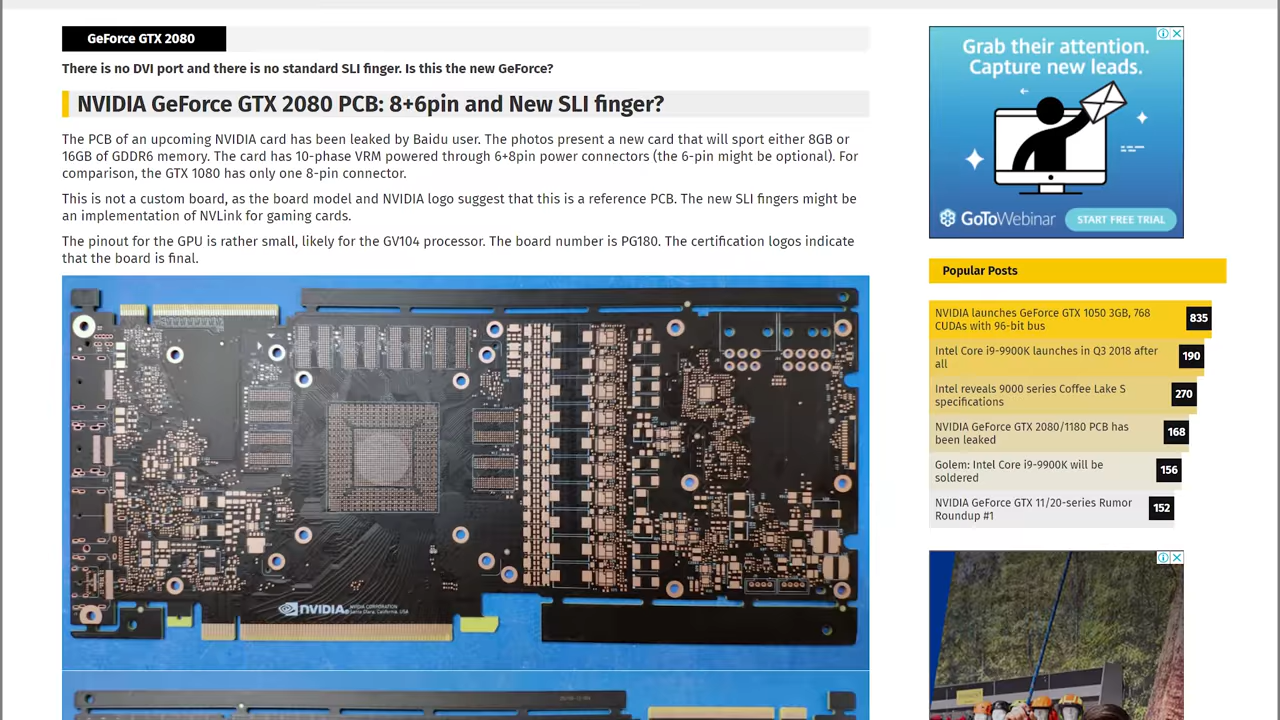 GeForce GTX 2080
There is no DVI port and there is no standard SLI finger. Is this the new GeForce?
NVIDIA GeForce GTX 2080 PCB: 8+6pin and New SLI finger?
The PCB of an upcoming NVIDIA card has been leaked by Baidu user. The photos present a new card that will sport either 8GB or
16GB of GDDR6 memory. The card has 10-phase VRM powered through 6+8pin power connectors (the 6-pin might be optional). For
comparison, the GTX 1080 has only one 8-pin connector.
This is not a custom board, as the board model and NVIDIA logo suggest that this is a reference PCB. The new SLI fingers might be
an implementation of NVLink for gaming cards.
The pinout for the GPU is rather small, likely for the GV104 processor. The board number is PG180. The certification logos indicate
that the board is final.
NVIDIA.
NVIDIA CORPORATION
Santa Clara, California, USA
Grab their attention.
Capture new leads.
GoToWebinar
START FREE TRIAL
Popular Posts
NVIDIA launches GeForce GTX 1050 3GB, 768
CUDAs with 96-bit bus
835
Intel Core i9-9900K launches in Q3 2018 after
all
190
Intel reveals 9000 series Coffee Lake S
specifications
270
NVIDIA GeForce GTX 2080/1180 PCB has
been leaked
168
Golem: Intel Core i9-9900K will be
soldered
156
NVIDIA GeForce GTX 11/20-series Rumor
Roundup #1
152